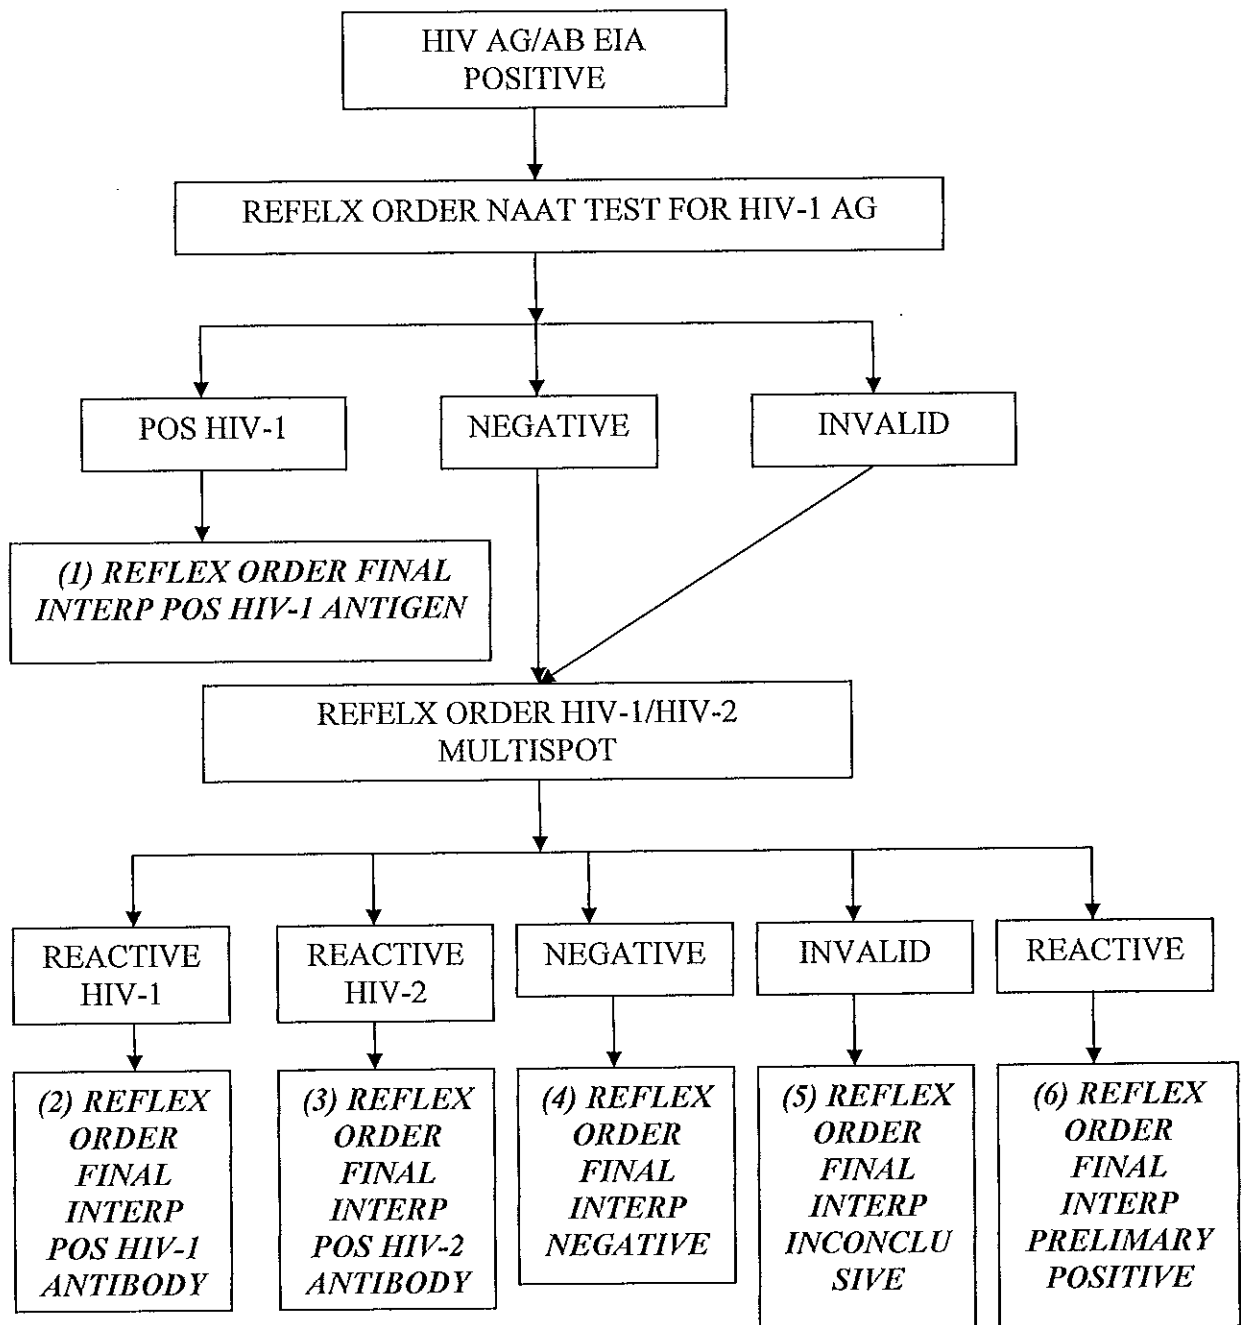 HIV AG/AB EIA
POSITIVE
REFELX ORDER NAAT TEST FOR HIV-1 AG
POS HIV-1
NEGATIVE
INVALID
(1) REFLEX ORDER FINAL
INTERP POS HIV-1 ANTIGEN
REFELX ORDER HIV-1/HIV-2
MULTISPOT
REACTIVE
HIV-1
REACTIVE
HIV-2
NEGATIVE
INVALID
REACTIVE
(2) REFLEX
ORDER
FINAL
INTERP
POS HIV-1
ANTIBODY
(3) REFLEX
ORDER
FINAL
INTERP
POS HIV-2
ANTIBODY
(4) REFLEX
ORDER
FINAL
INTERP
NEGATIVE
(5) REFLEX
ORDER
FINAL
INTERP
INCONCLU
SIVE
(6) REFLEX
ORDER
FINAL
INTERP
PRELIMARY
POSITIVE